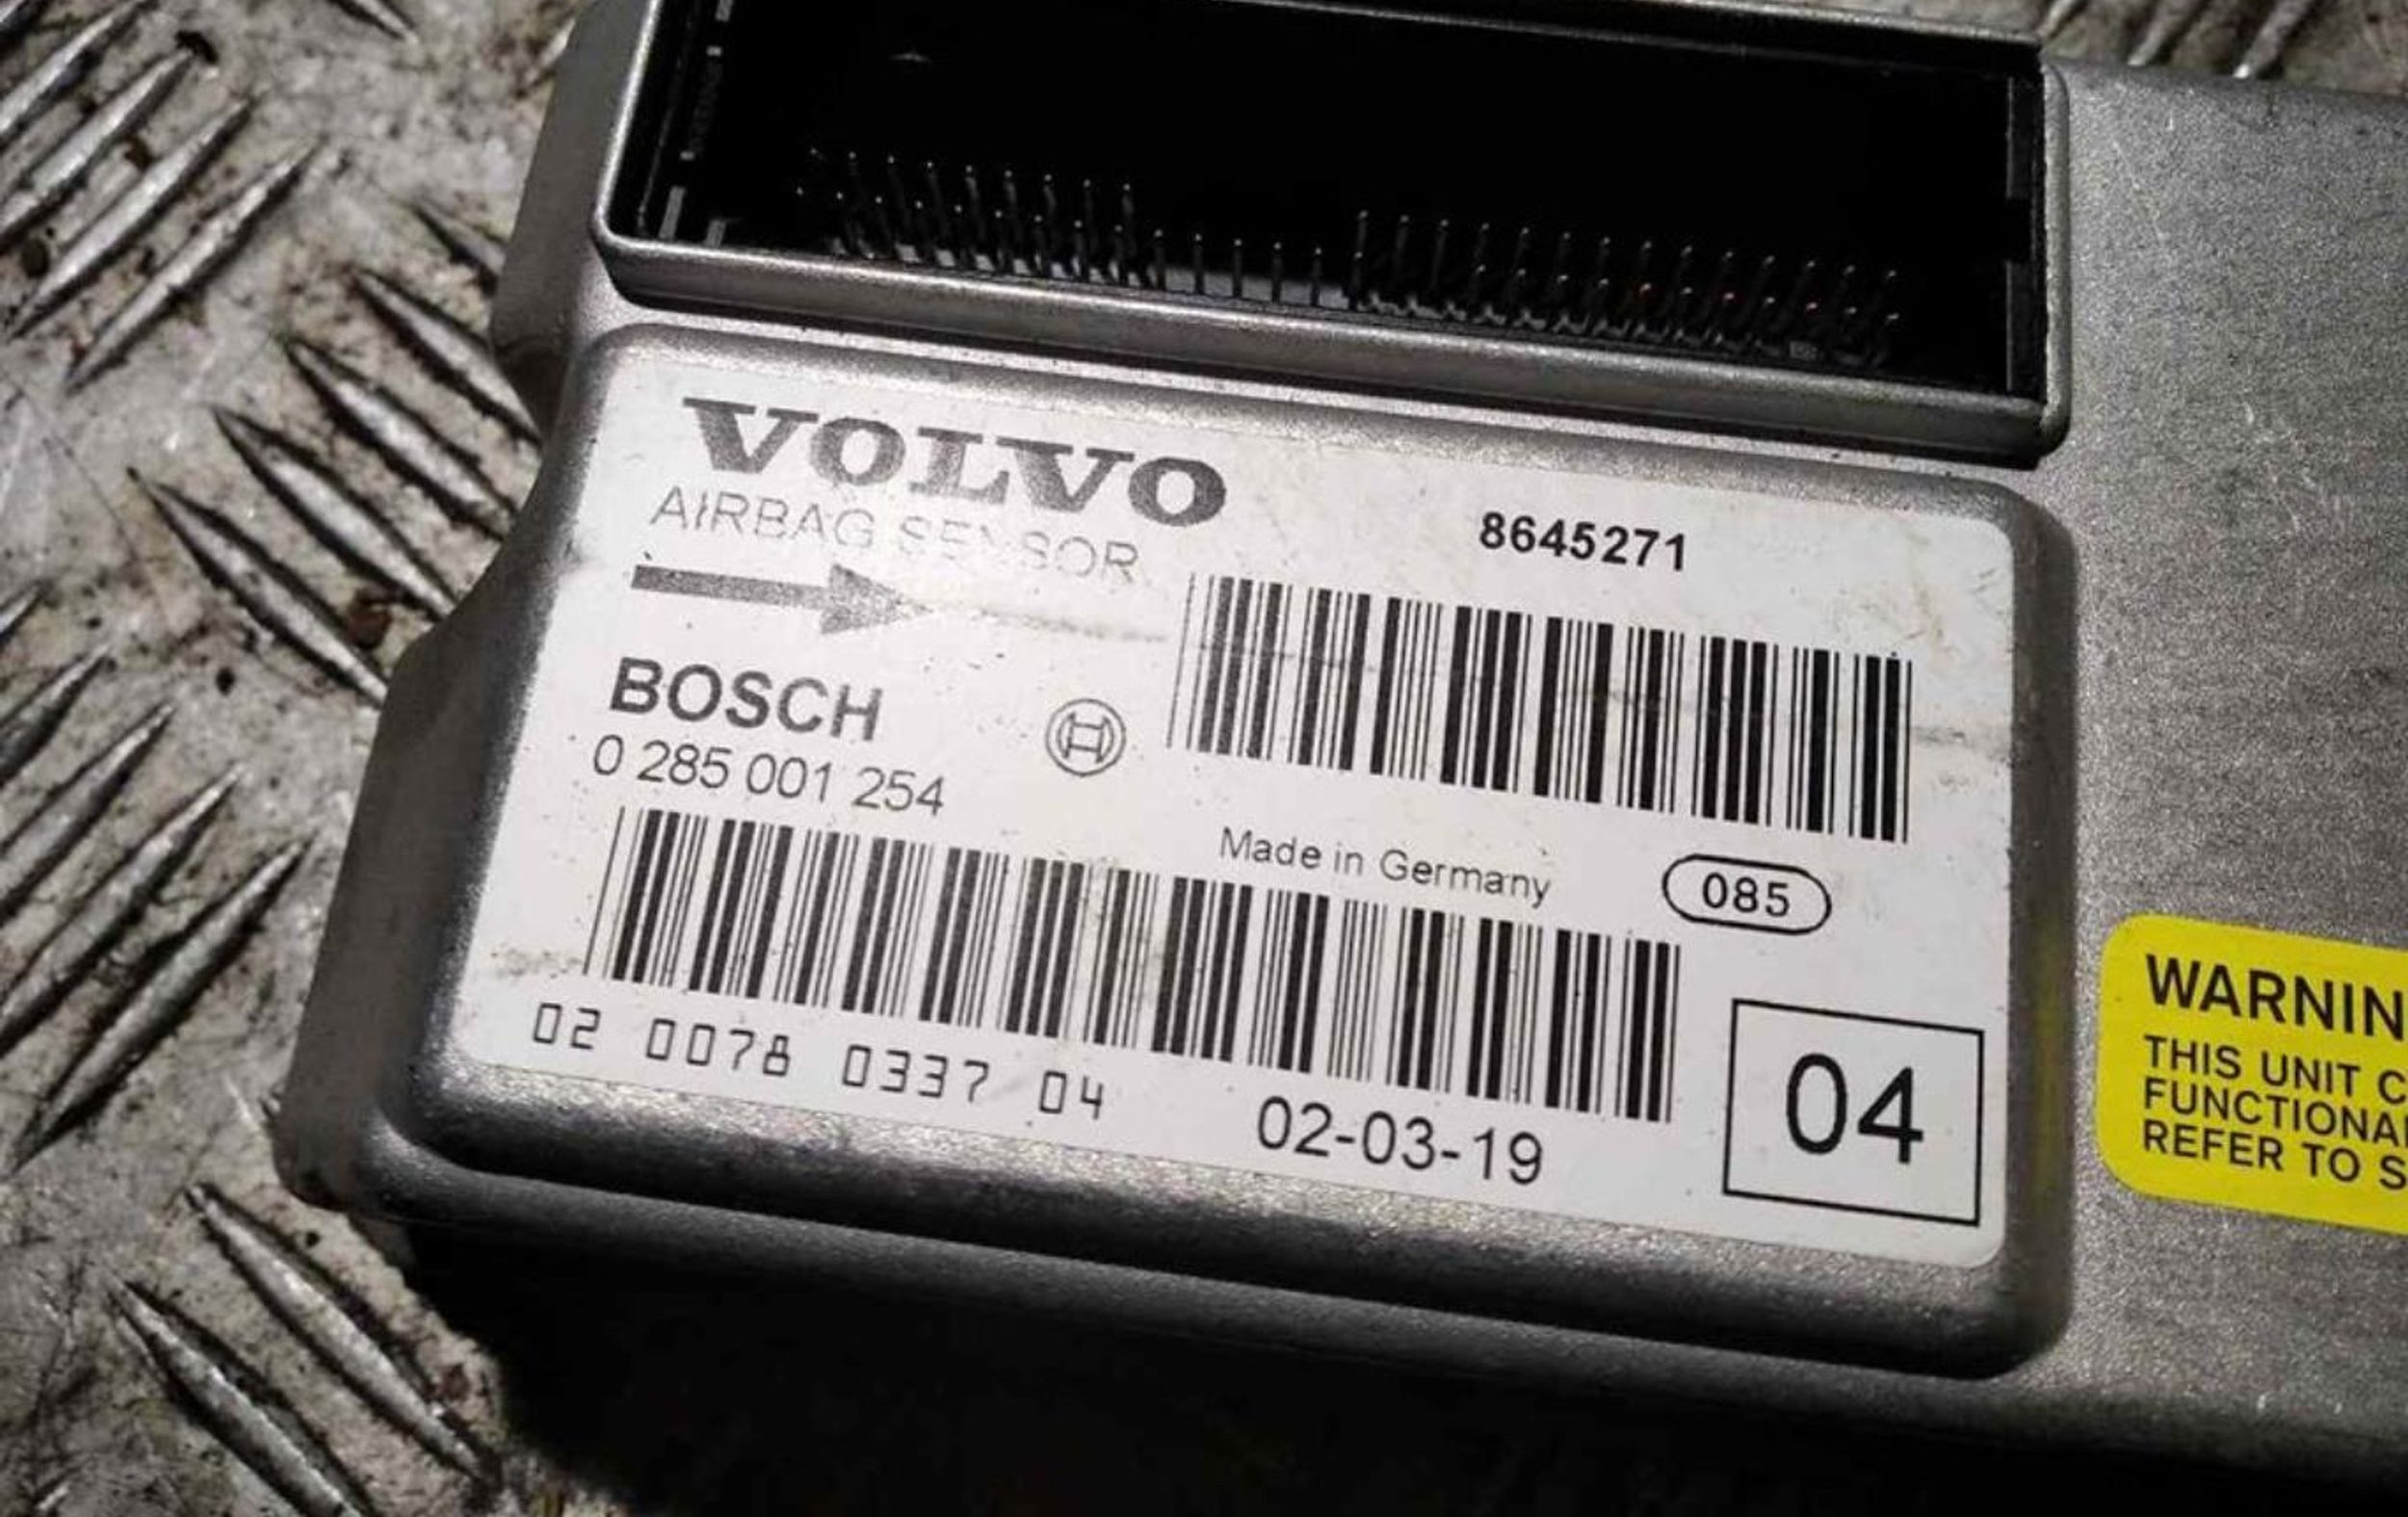 VOLVO
AIRBAG SENSOR
8645271
BOSCH
0 285 001 254
Made in Germany
085
02 0078 0337 04
02-03-19
04
WARNIN
THIS UNIT C
FUNCTIONA
REFER TO S